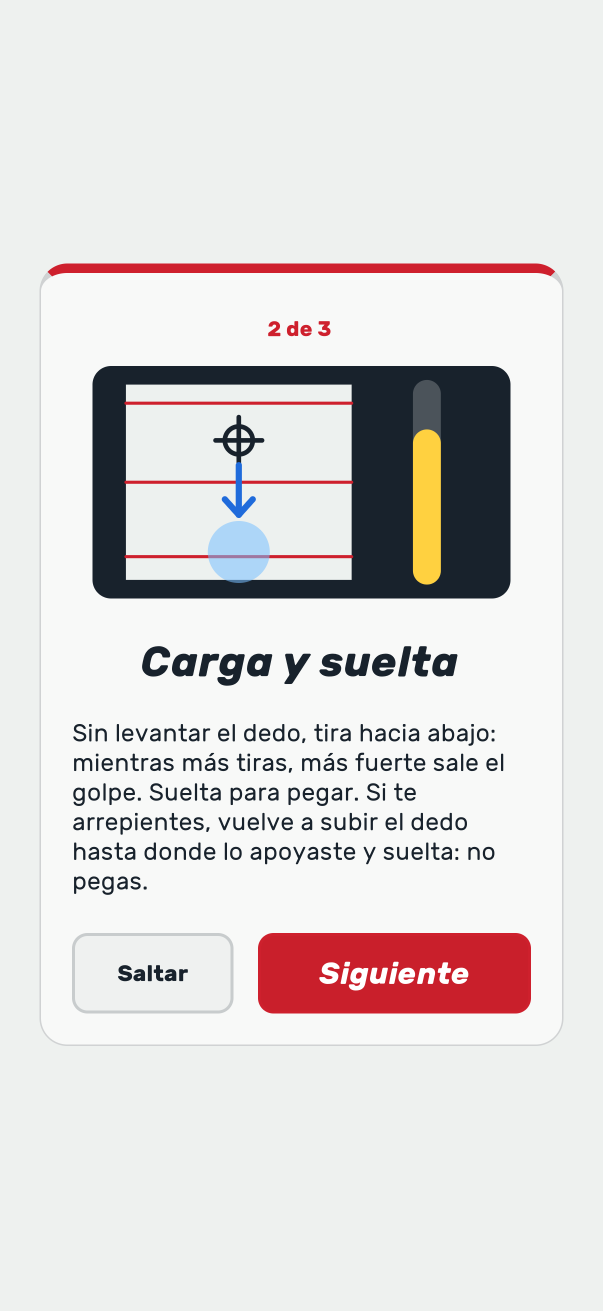 2 de 3
Carga y suelta
Sin levantar el dedo, tira hacia abajo:
mientras más tiras, más fuerte sale el
golpe. Suelta para pegar. Si te
arrepientes, vuelve a subir el dedo
hasta donde lo apoyaste y suelta: no
pegas.
Saltar
Siguiente